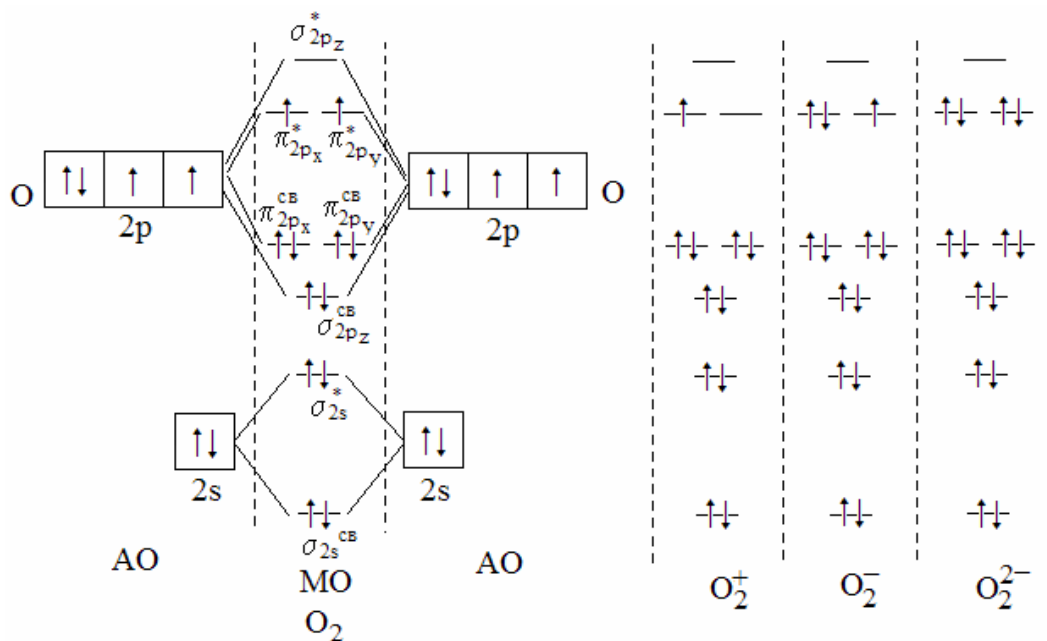 σ*2pz
π*2px π*2py
O 2p 2p O
πсв2px πсв2py
σсв2pz
σ*2s
2s 2s
σ2sсв
AO MO AO
O2
O2+ O2− O22−